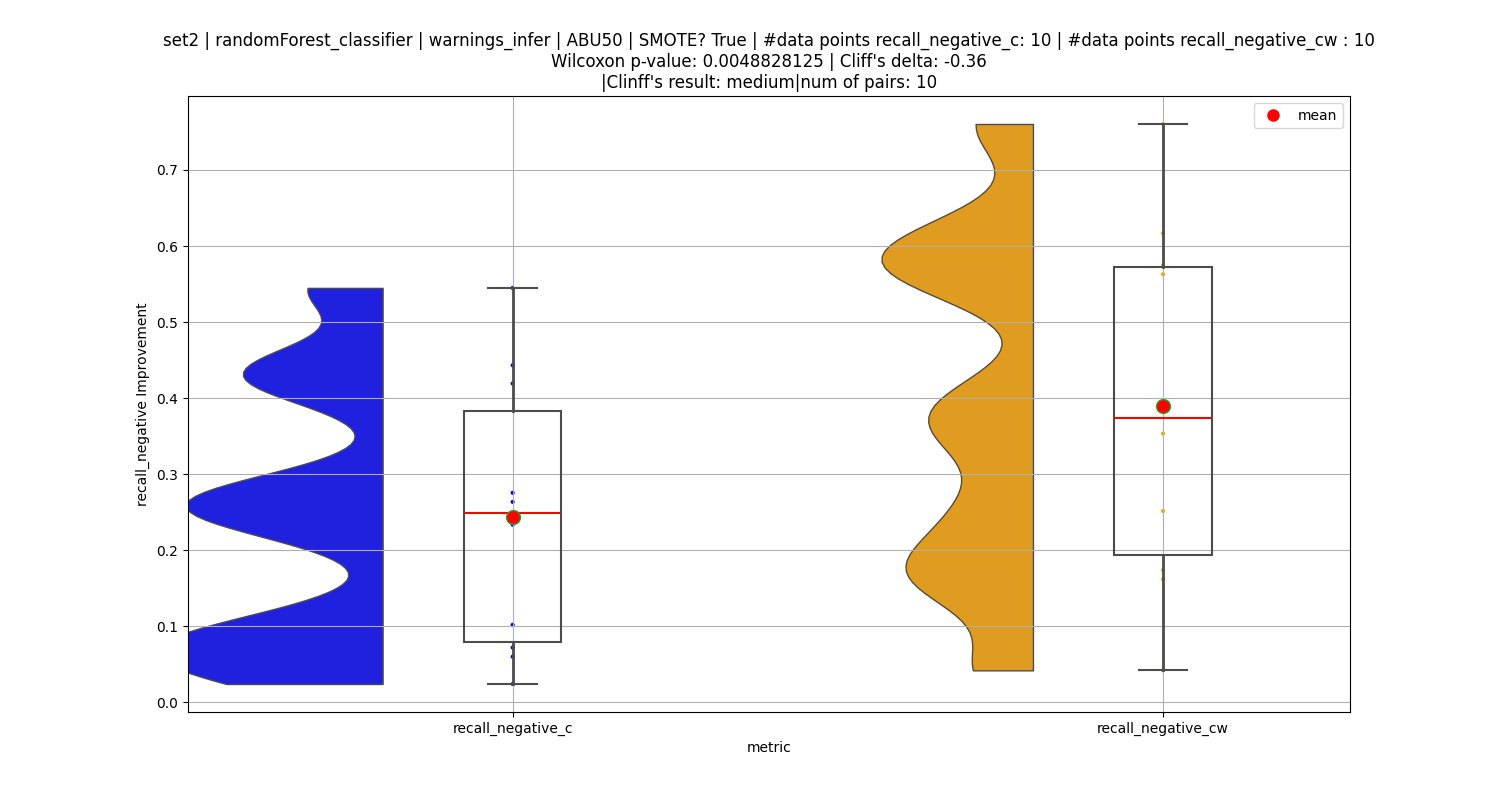 set2 | randomForest_classifier | warnings_infer | ABU50 | SMOTE? True | #data points recall_negative_c: 10 | #data points recall_negative_cw : 10
Wilcoxon p-value: 0.0048828125 | Cliff's delta: -0.36
|Clinff's result: medium|num of pairs: 10
mean
0.7
0.6
0.5
0.4
0.3
0.2
0.1
0.0
recall_negative Improvement
recall_negative_c
recall_negative_cw
metric